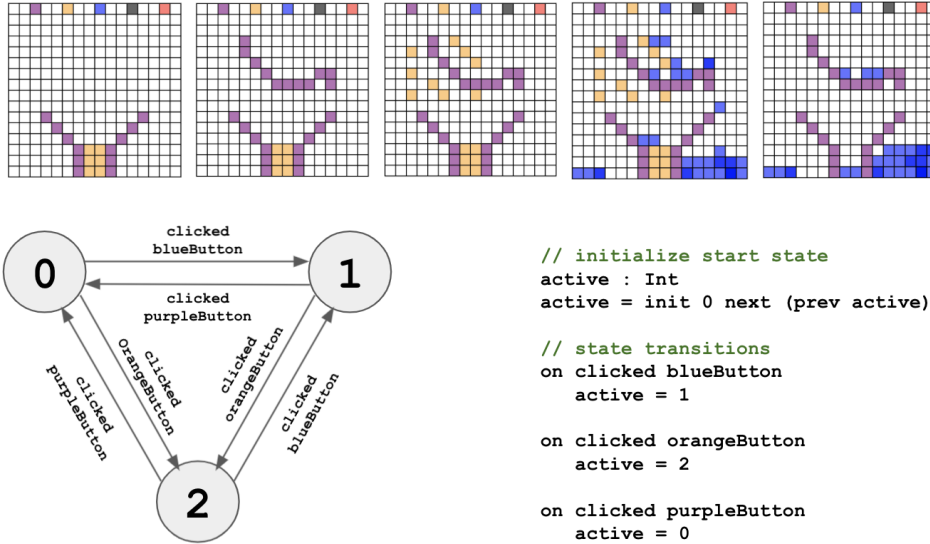 clicked
blueButton
0
1
clicked
purpleButton
clicked
OrangeButton
clicked
purpleButton
clicked
orangeButton
clicked
blueButton
2
// initialize start state
active : Int
active = init 0 next (prev active)
// state transitions
on clicked blueButton
active = 1
on clicked orangeButton
active = 2
on clicked purpleButton
active = 0